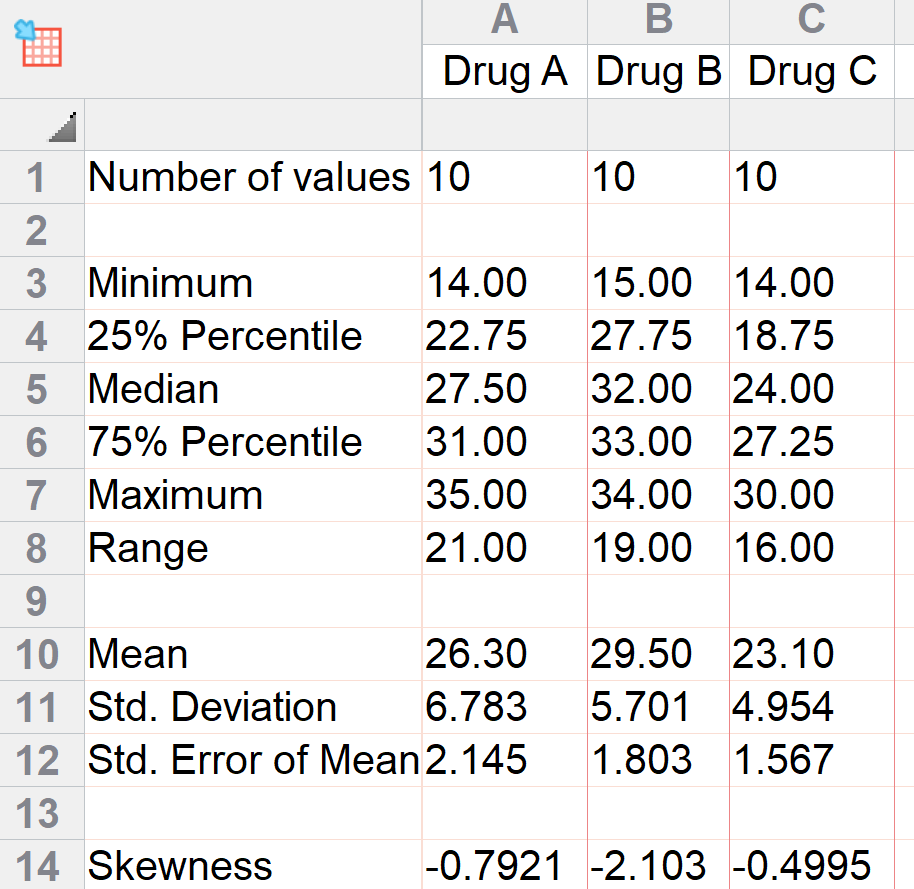 A B C
Drug A Drug B Drug C
1 Number of values 10 10 10
2
3 Minimum 14.00 15.00 14.00
4 25% Percentile 22.75 27.75 18.75
5 Median 27.50 32.00 24.00
6 75% Percentile 31.00 33.00 27.25
7 Maximum 35.00 34.00 30.00
8 Range 21.00 19.00 16.00
9
10 Mean 26.30 29.50 23.10
11 Std. Deviation 6.783 5.701 4.954
12 Std. Error of Mean 2.145 1.803 1.567
13
14 Skewness -0.7921 -2.103 -0.4995